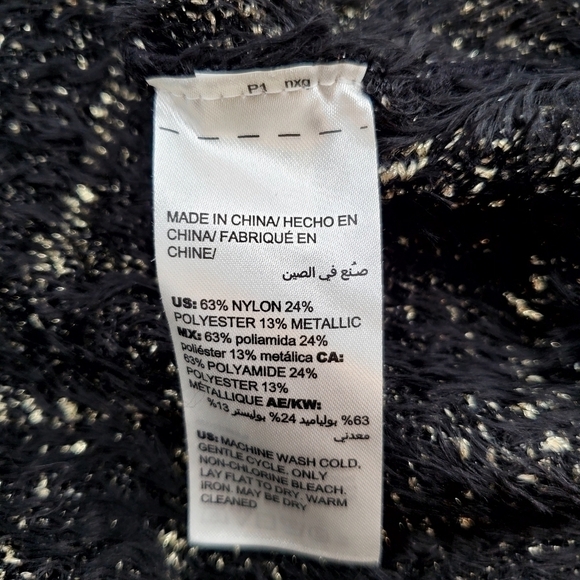 P1 nxg
MADE IN CHINA/ HECHO EN
CHINA/ FABRIQUÉ EN
CHINE/
صُنع في الصين
US: 63% NYLON 24%
POLYESTER 13% METALLIC
MX: 63% poliamida 24%
poliéster 13% metálica CA:
63% POLYAMIDE 24%
POLYESTER 13%
MÉTALLIQUE AE/KW:
63% بولياميد 24% بوليستر 13%
معدني
US: MACHINE WASH COLD,
GENTLE CYCLE. ONLY
NON-CHLORINE BLEACH.
LAY FLAT TO DRY. WARM
IRON. MAY BE DRY
CLEANED